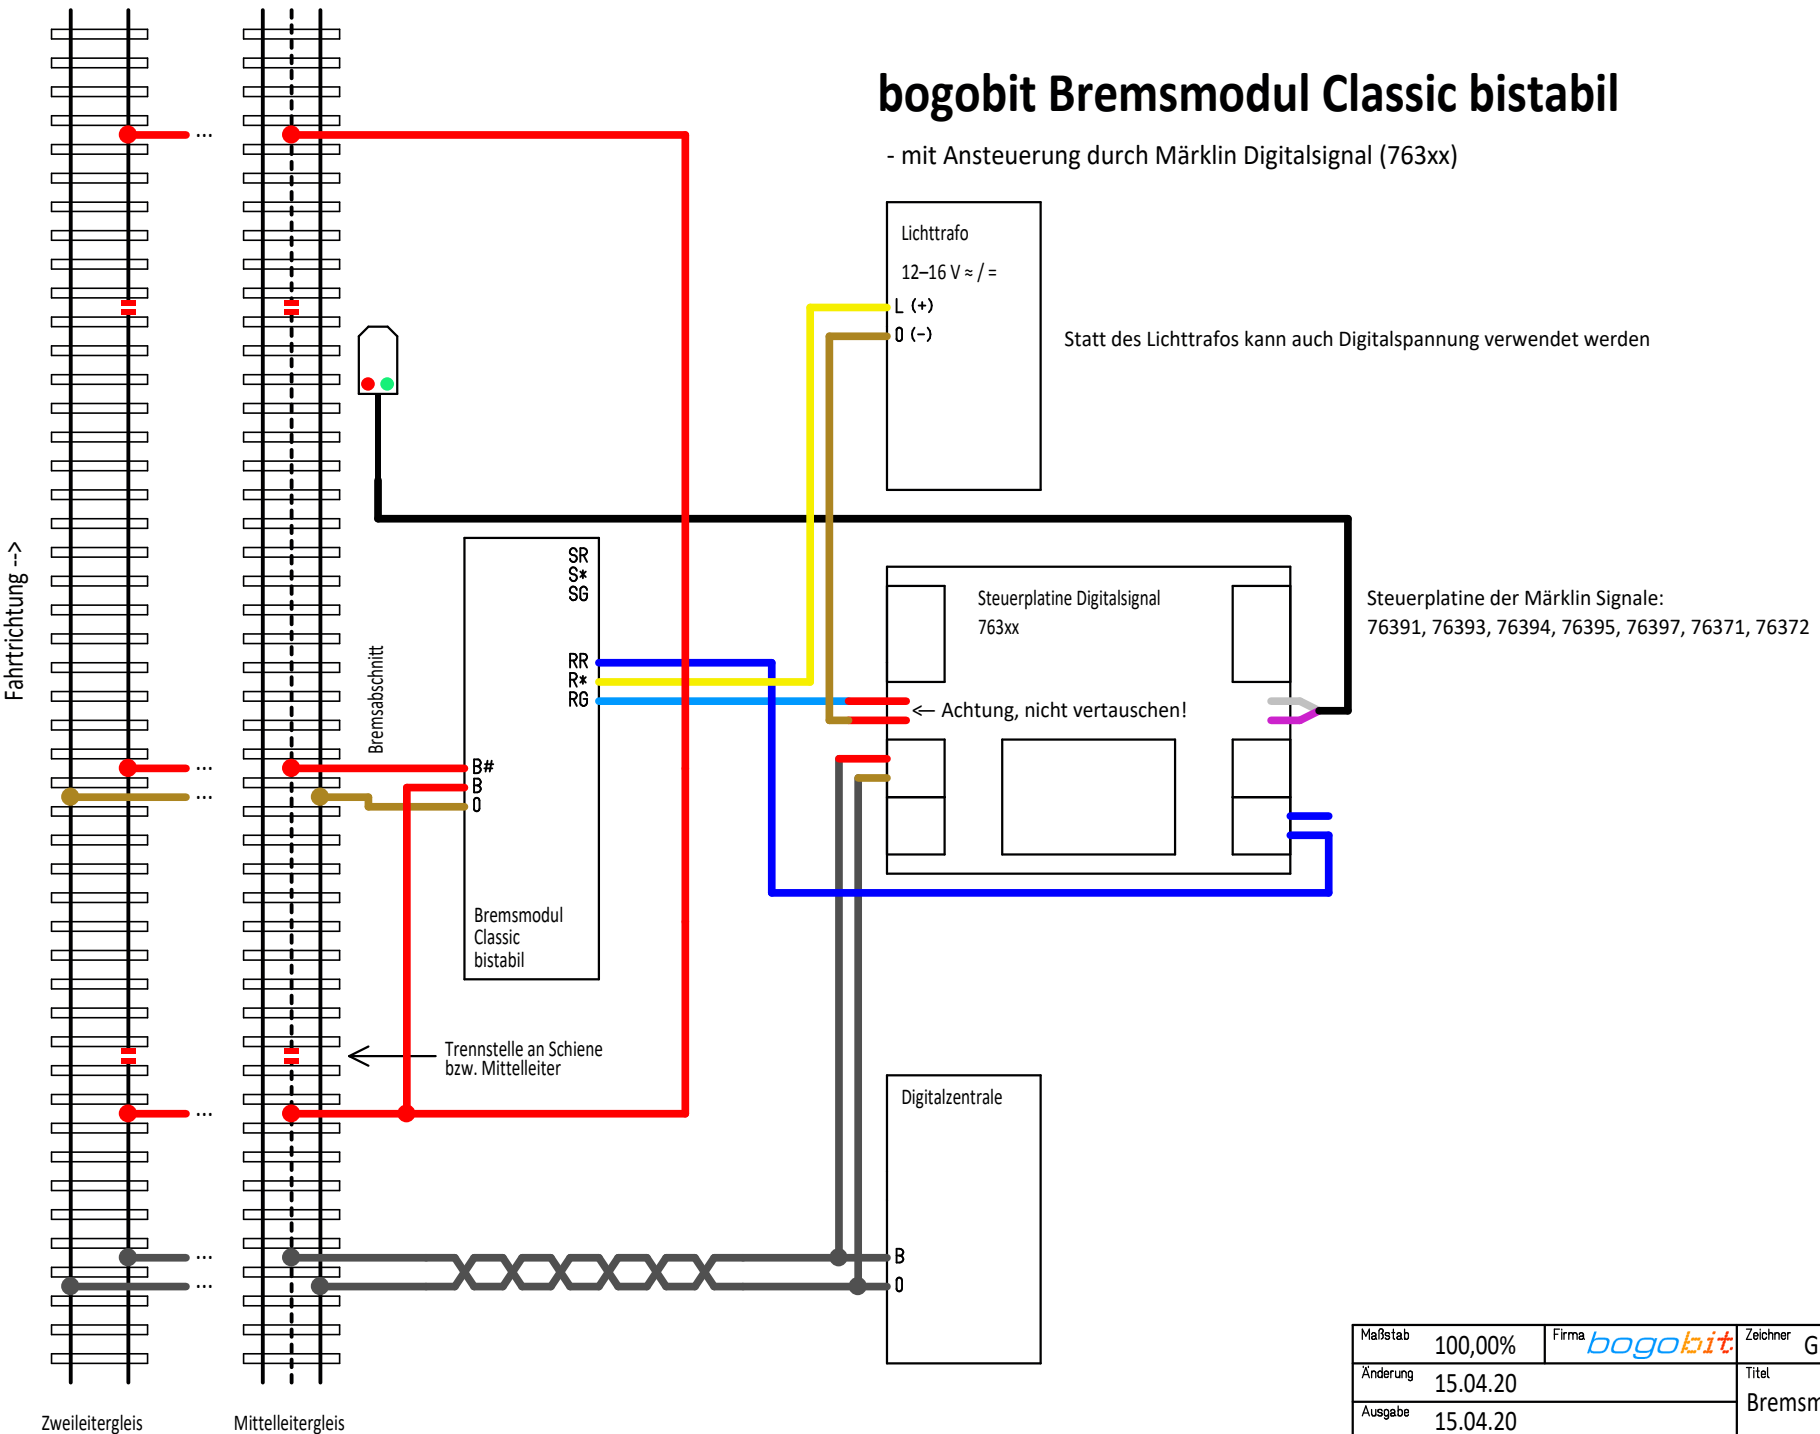 bogobit Bremsmodul Classic bistabil
- mit Ansteuerung durch Märklin Digitalsignal (763xx)
...
Lichttrafo
12–16 V ≈ / =
L (+)
0 (-)
Statt des Lichttrafos kann auch Digitalspannung verwendet werden
Fahrtrichtung -->
Bremsabschnitt
SR
S*
SG
RR
R*
RG
B#
B
0
Bremsmodul
Classic
bistabil
Steuerplatine Digitalsignal
763xx
<-- Achtung, nicht vertauschen!
Steuerplatine der Märklin Signale:
76391, 76393, 76394, 76395, 76397, 76371, 76372
...
...
Trennstelle an Schiene
bzw. Mittelleiter
...
Digitalzentrale
B
0
...
...
Zweileitergleis
Mittelleitergleis
Maßstab 100,00%
Firma bogobit
Zeichner G
Änderung 15.04.20
Titel
Bremsm
Ausgabe 15.04.20